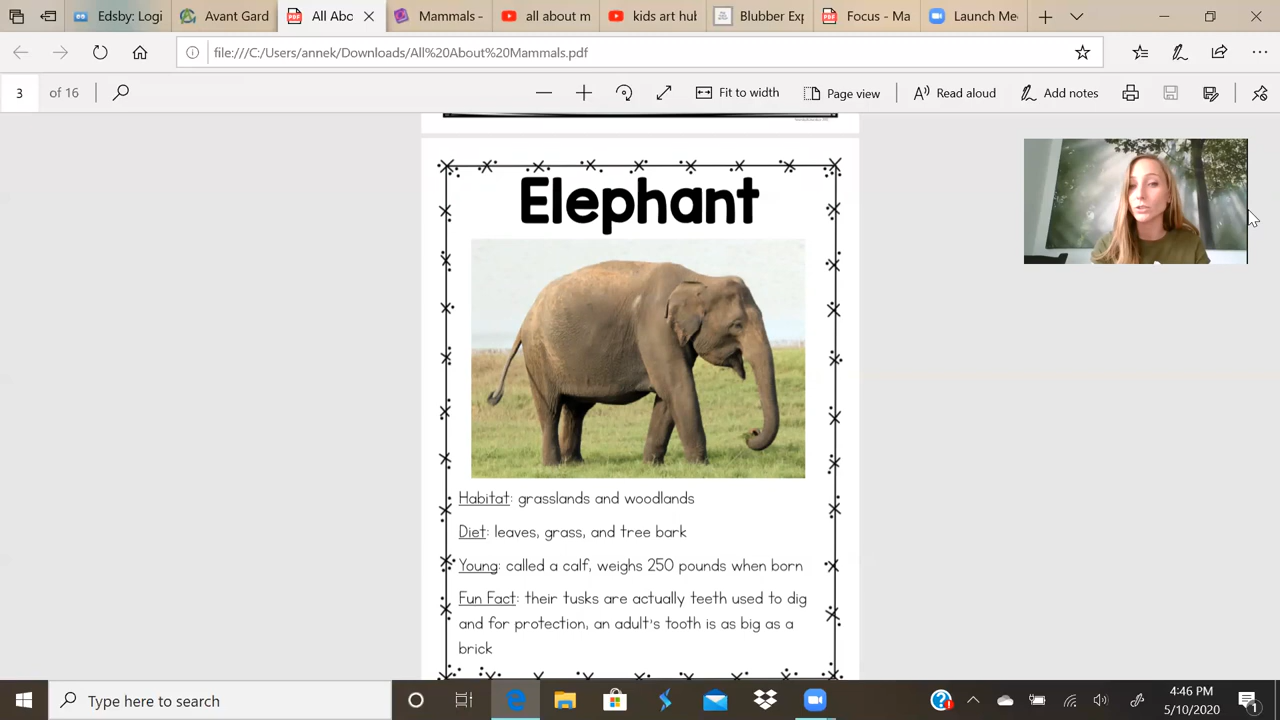 Edsby: Logi
Avant Gard
All Abc
Mammals -
all about m
kids art hub
Blubber Exp
Focus - Ma
Launch Me
file:///C:/Users/annek/Downloads/All%20About%20Mammals.pdf
3 of 16
Fit to width
Page view
Read aloud
Add notes
Elephant
Habitat: grasslands and woodlands
Diet: leaves, grass, and tree bark
Young: called a calf, weighs 250 pounds when born
Fun Fact: their tusks are actually teeth used to dig
and for protection, an adult's tooth is as big as a
brick
Type here to search
4:46 PM
5/10/2020